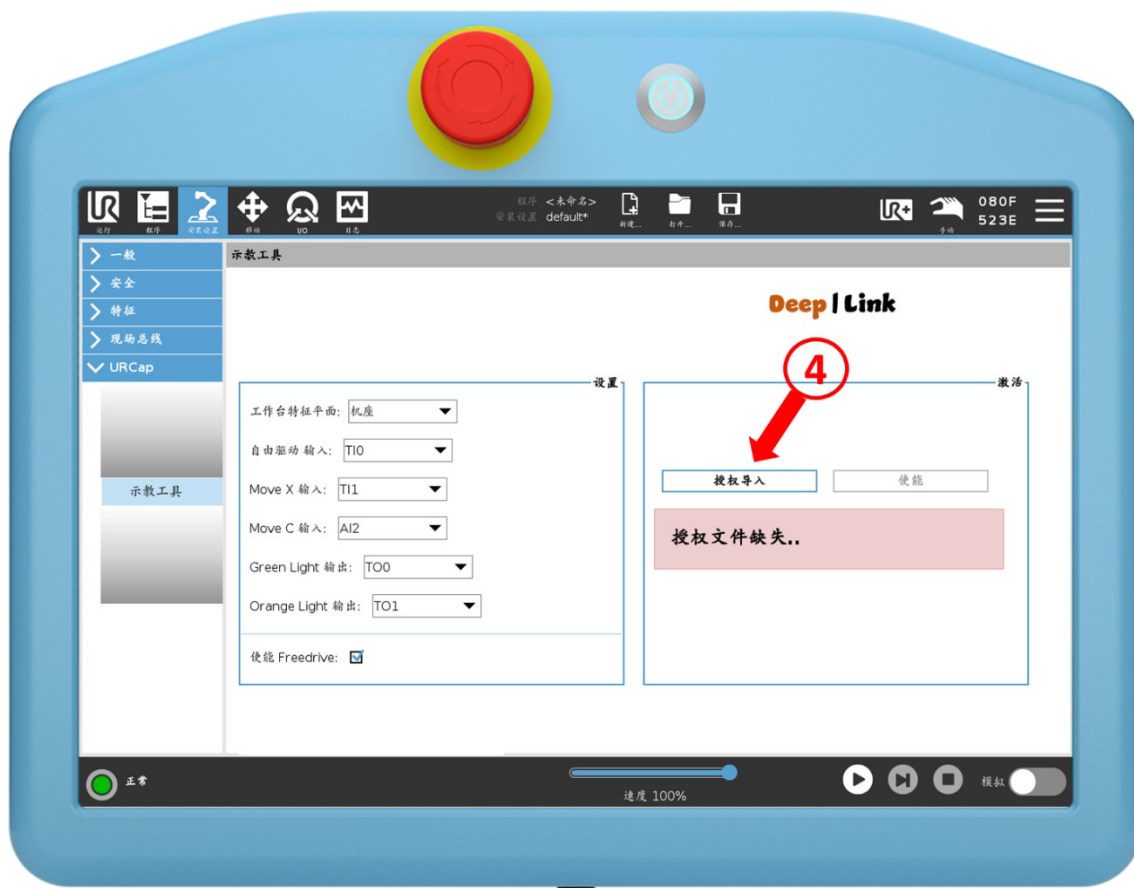 程序 <未命名>
安装设置 default*
运行 程序 安装设置 移动 I/O 日志 新建... 打开... 保存... UR+ 手动 080F 523E
一般
安全
特征
现场总线
URCap
示教工具
示教工具
Deep|Link
设置
工作台特征平面: 机座
自由驱动 输入: TI0
Move X 输入: TI1
Move C 输入: AI2
Green Light 输出: TO0
Orange Light 输出: TO1
使能 Freedrive:
4
激活
授权导入 使能
授权文件缺失..
正常
速度 100%
模拟